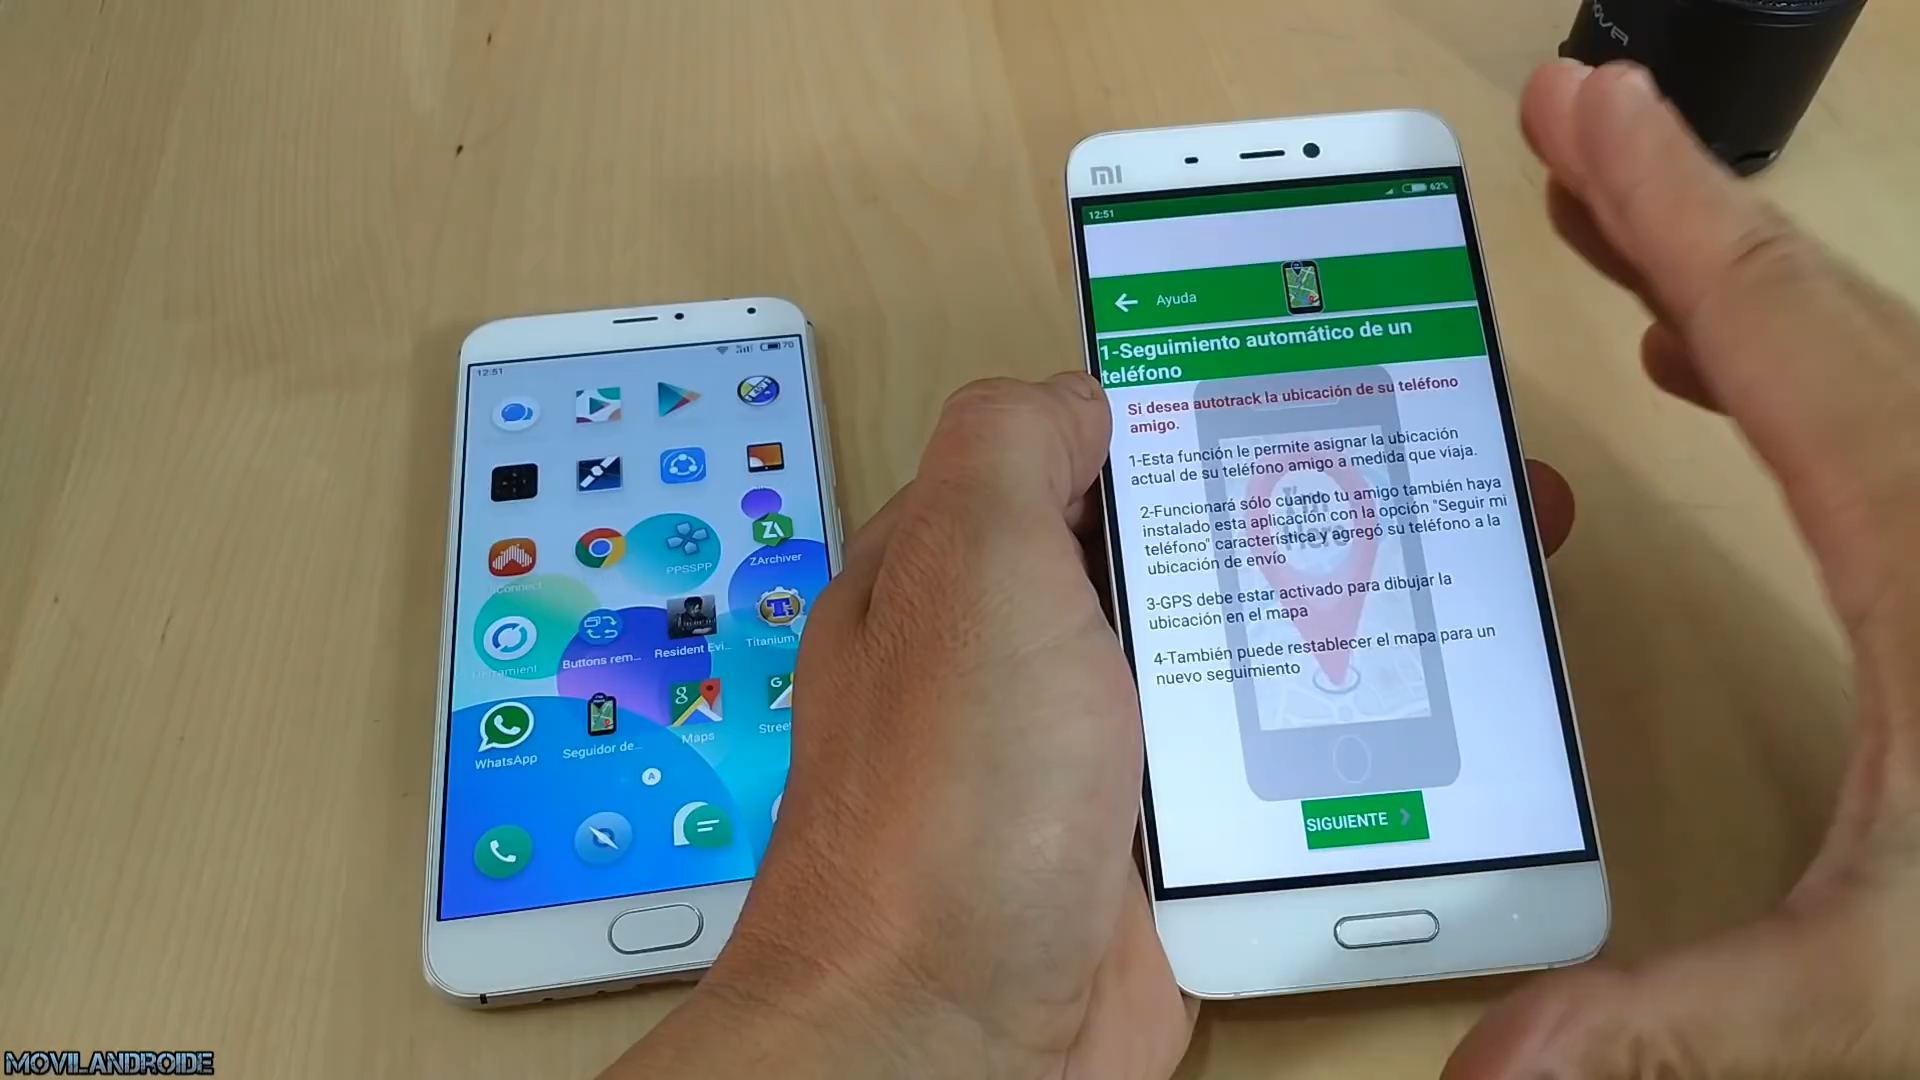 mi
12:51
62%
Ayuda
1-Seguimiento automático de un
teléfono
Si desea autotrack la ubicación de su teléfono
amigo.
1-Esta función le permite asignar la ubicación
actual de su teléfono amigo a medida que viaja.
2-Funcionará sólo cuando tu amigo también haya
instalado esta aplicación con la opción "Seguir mi
teléfono" característica y agregó su teléfono a la
ubicación de envío
3-GPS debe estar activado para dibujar la
ubicación en el mapa
4-También puede restablecer el mapa para un
nuevo seguimiento
SIGUIENTE
12:51
70
ZArchiver
PPSSPP
Buttons rem...
Resident Evi...
Titanium
WhatsApp
Seguidor de...
Maps
Stree
A
MOVILANDROIDE